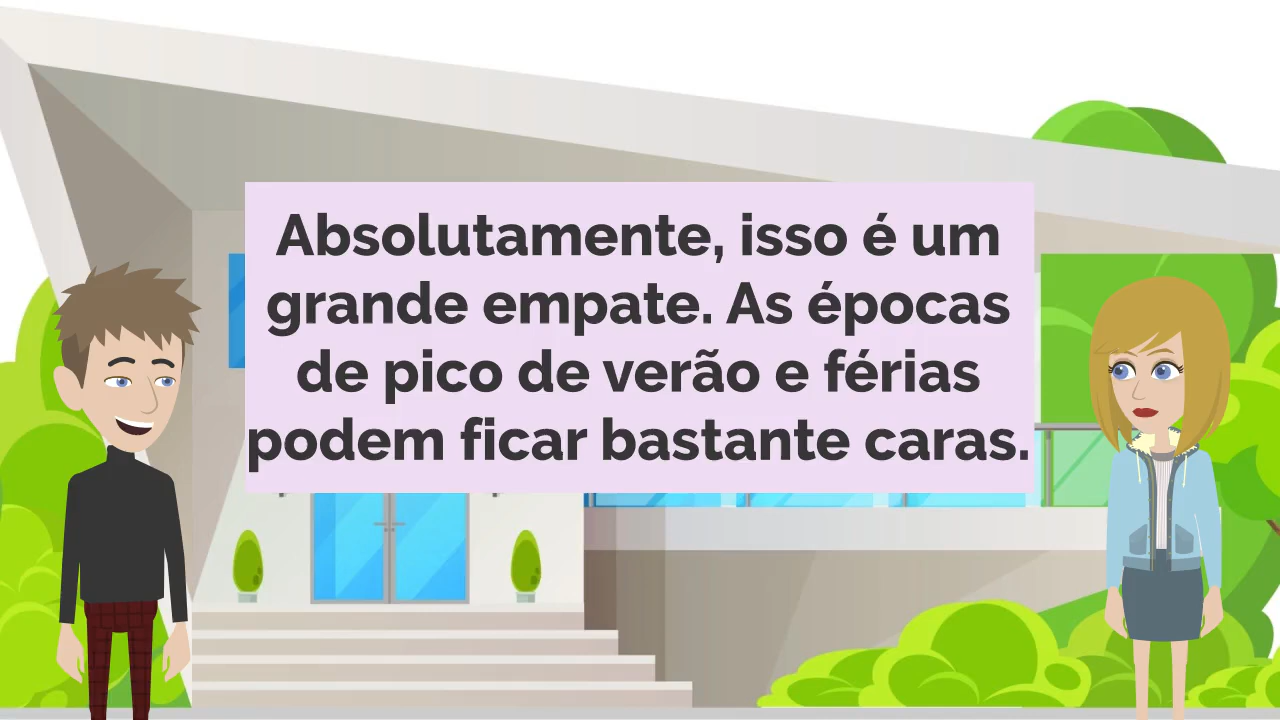 Absolutamente, isso é um
grande empate. As épocas
de pico de verão e férias
podem ficar bastante caras.